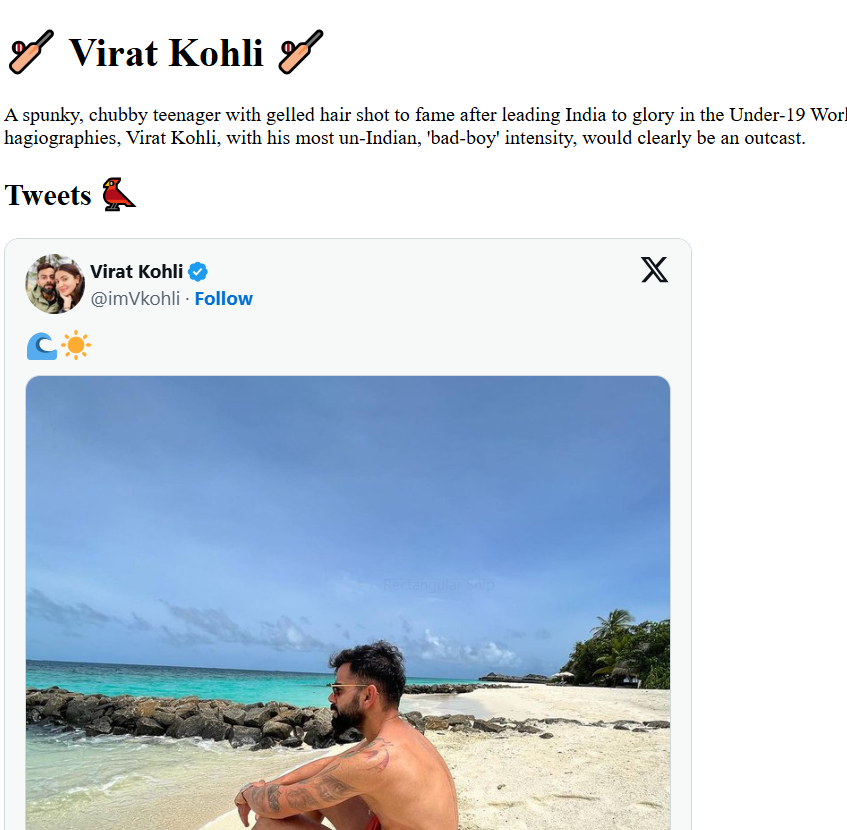 🏏 Virat Kohli 🏏
A spunky, chubby teenager with gelled hair shot to fame after leading India to glory in the Under-19 Worl
hagiographies, Virat Kohli, with his most un-Indian, 'bad-boy' intensity, would clearly be an outcast.
Tweets 🐦
Virat Kohli
@imVkohli · Follow
🌊☀️
Rectangular Snip